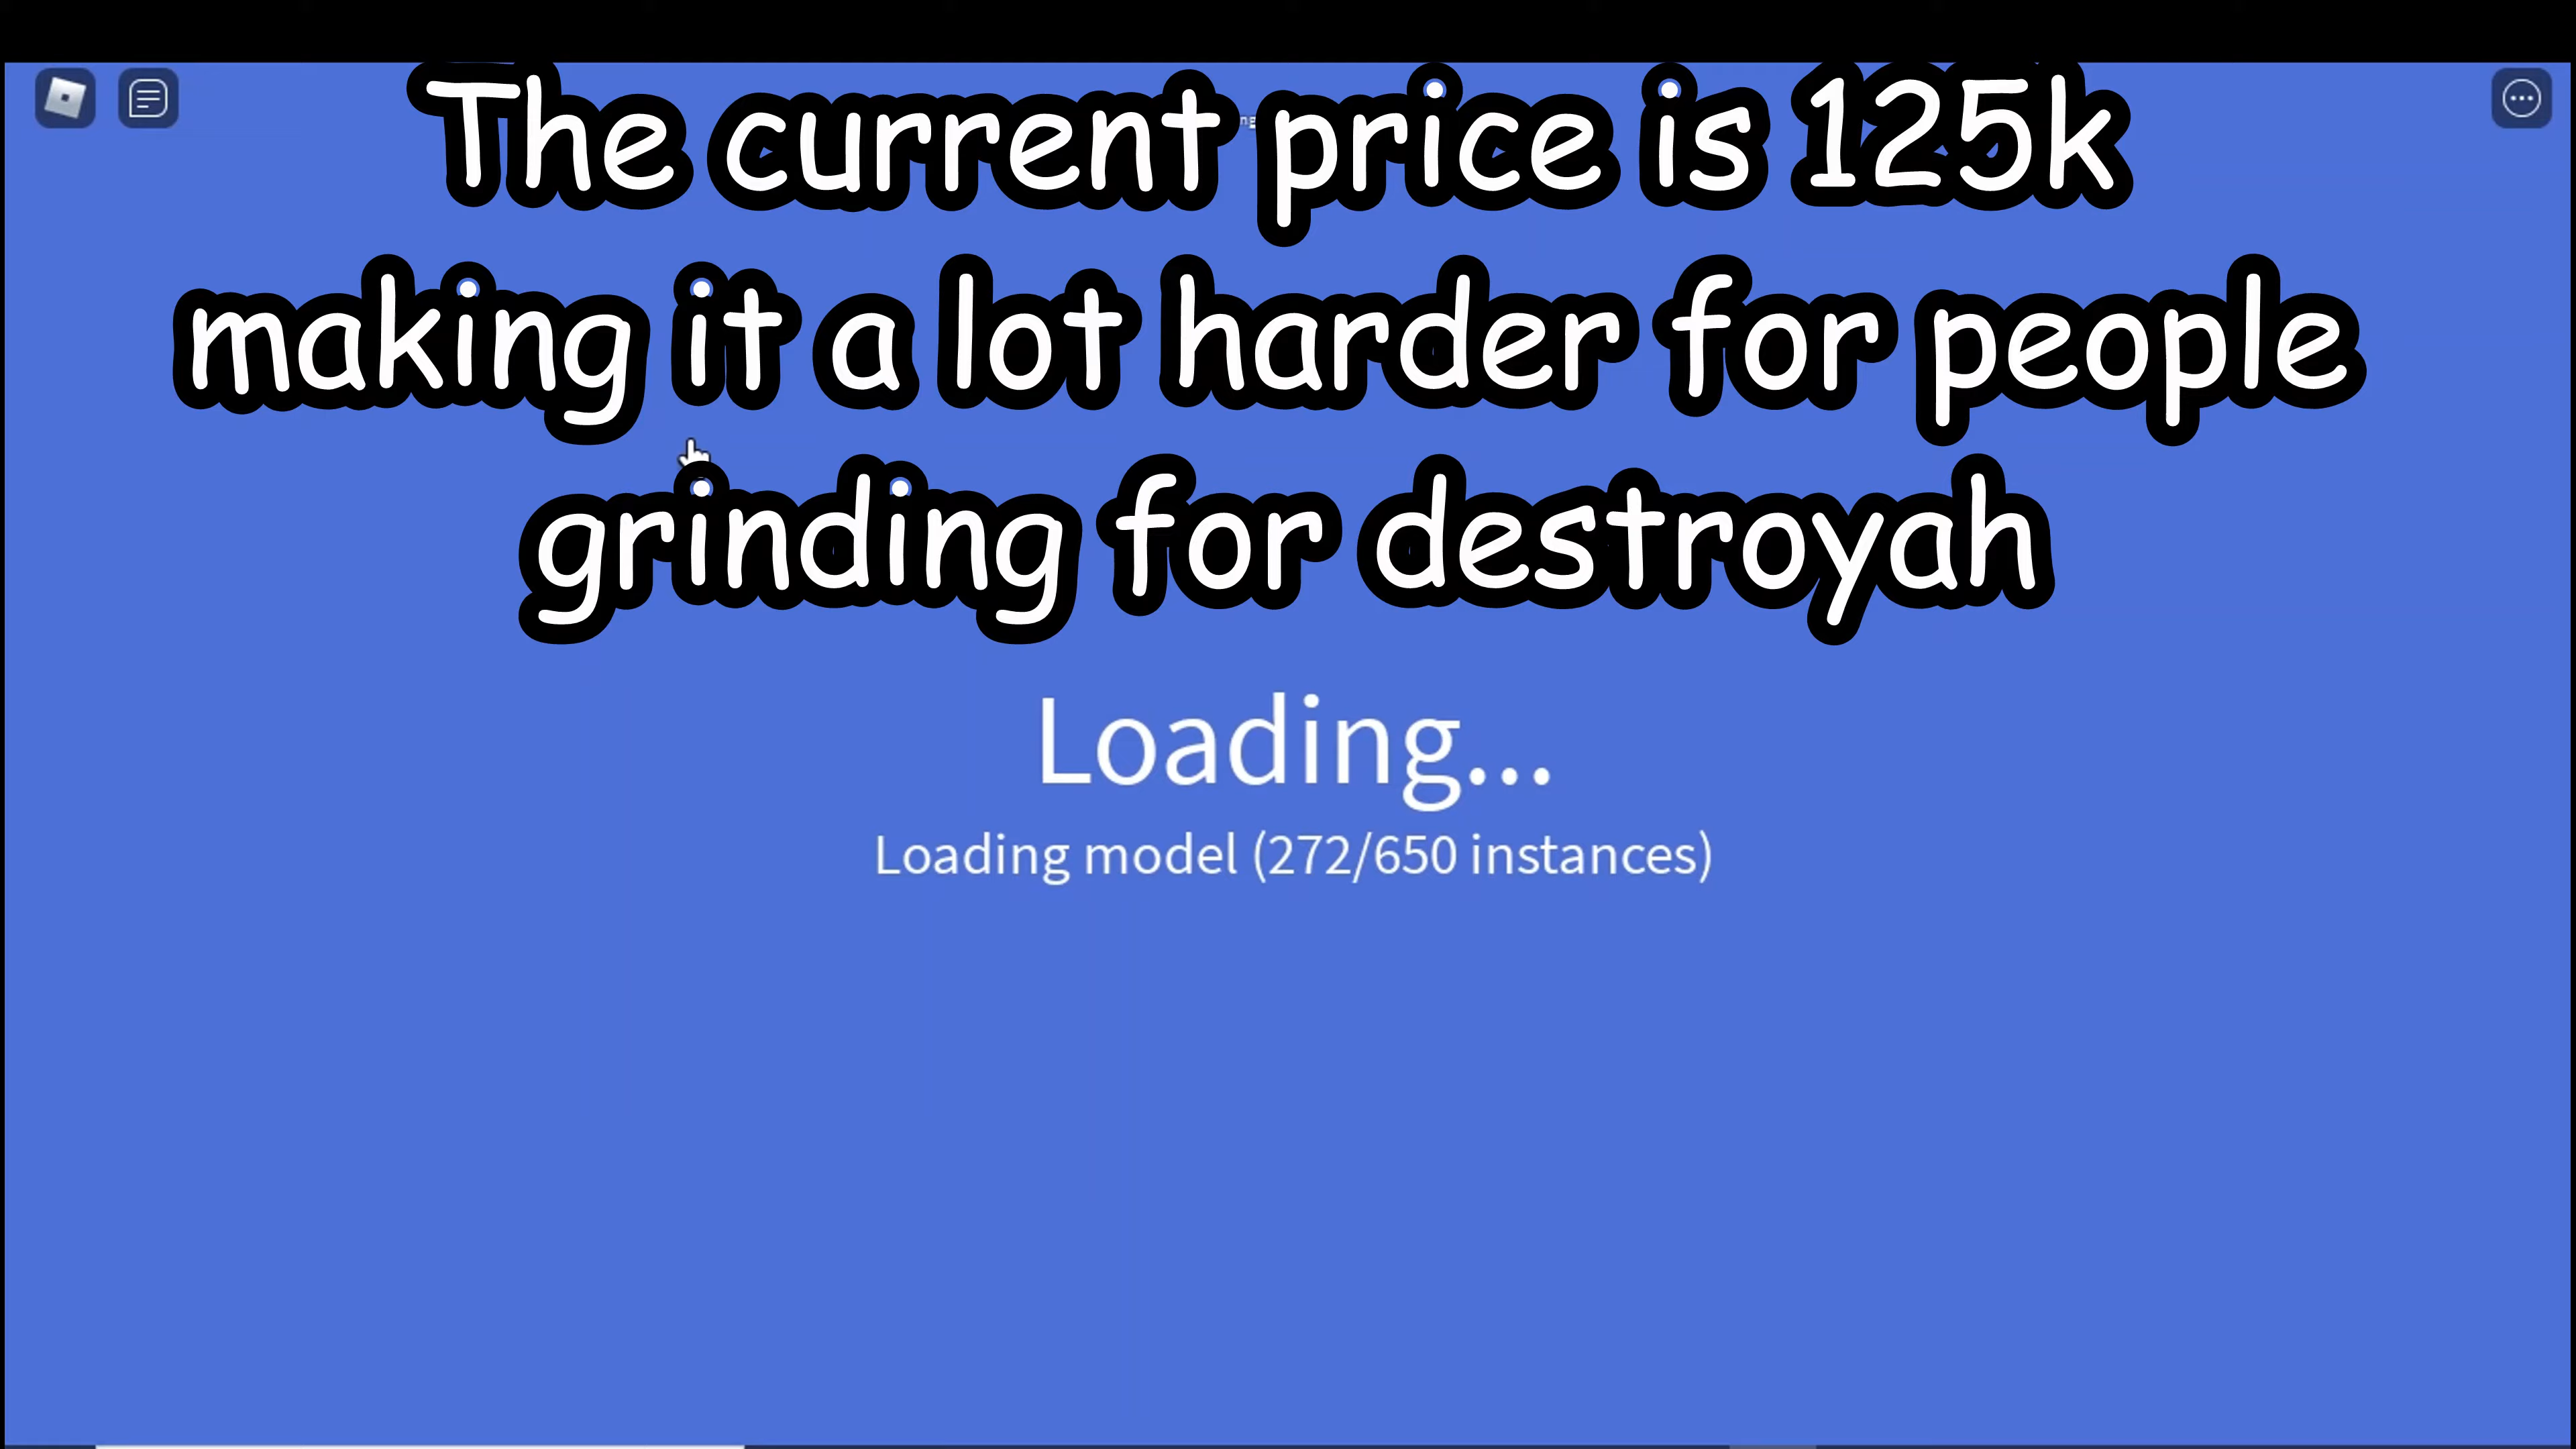 The current price is 125k
making it a lot harder for people
grinding for destroyah
Loading...
Loading model (272/650 instances)